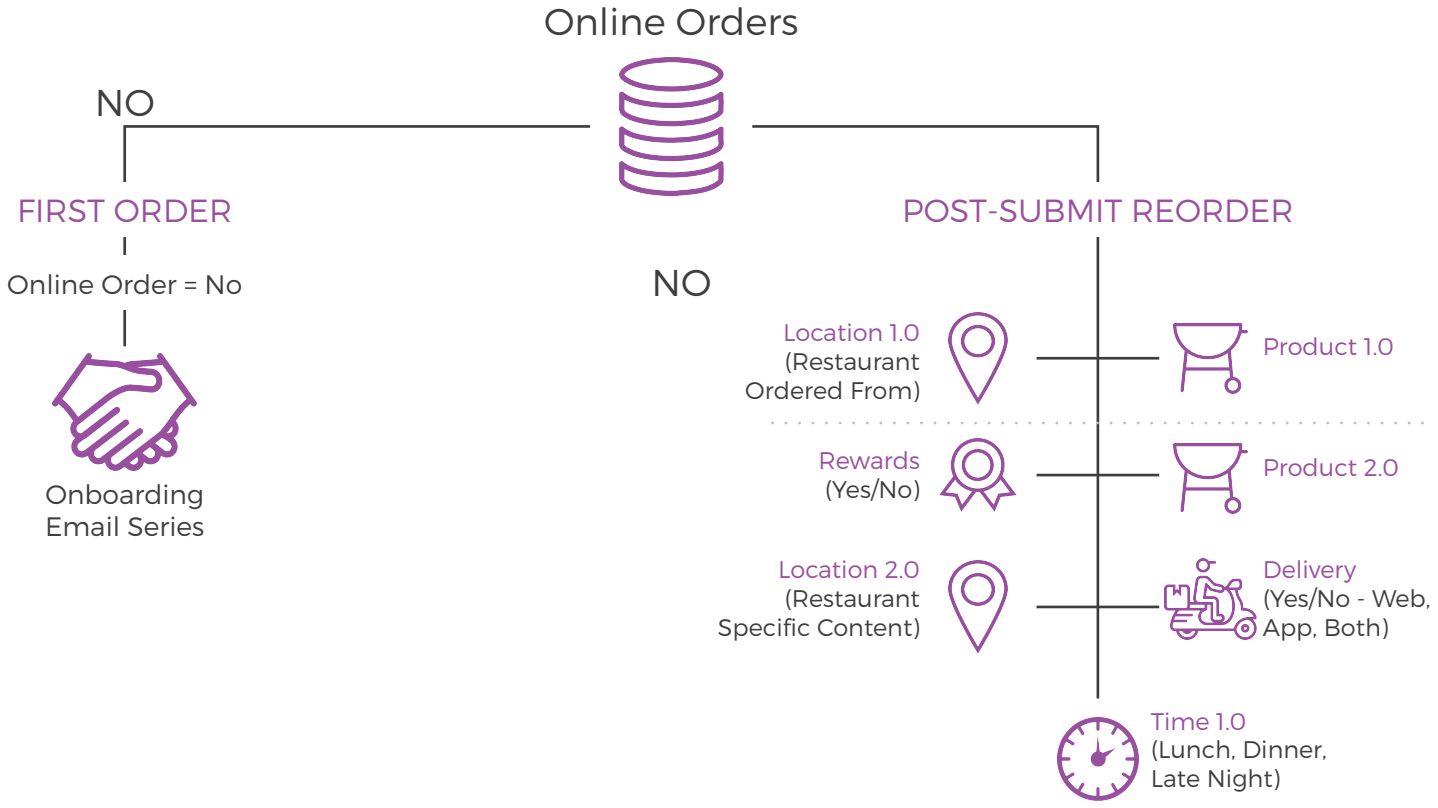 Online Orders
NO
FIRST ORDER
Online Order = No
Onboarding
Email Series
POST-SUBMIT REORDER
NO
Location 1.0
(Restaurant
Ordered From)
Product 1.0
Rewards
(Yes/No)
Product 2.0
Location 2.0
(Restaurant
Specific Content)
Delivery
(Yes/No - Web,
App, Both)
Time 1.0
(Lunch, Dinner,
Late Night)